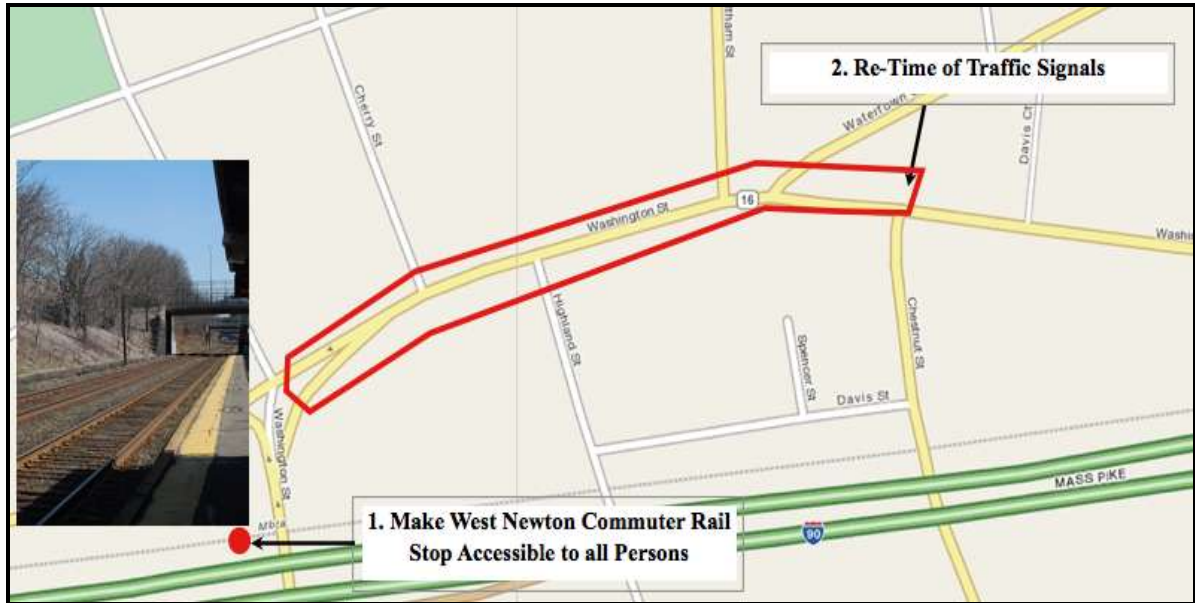 2. Re-Time of Traffic Signals
Cherry St
tham St
Watertown
Davis Ct
16
Washington St
Washi
Highland St
Chestnut St
Spencer St
Davis St
Washington St
MASS PIKE
90
Mbta
1. Make West Newton Commuter Rail
Stop Accessible to all Persons